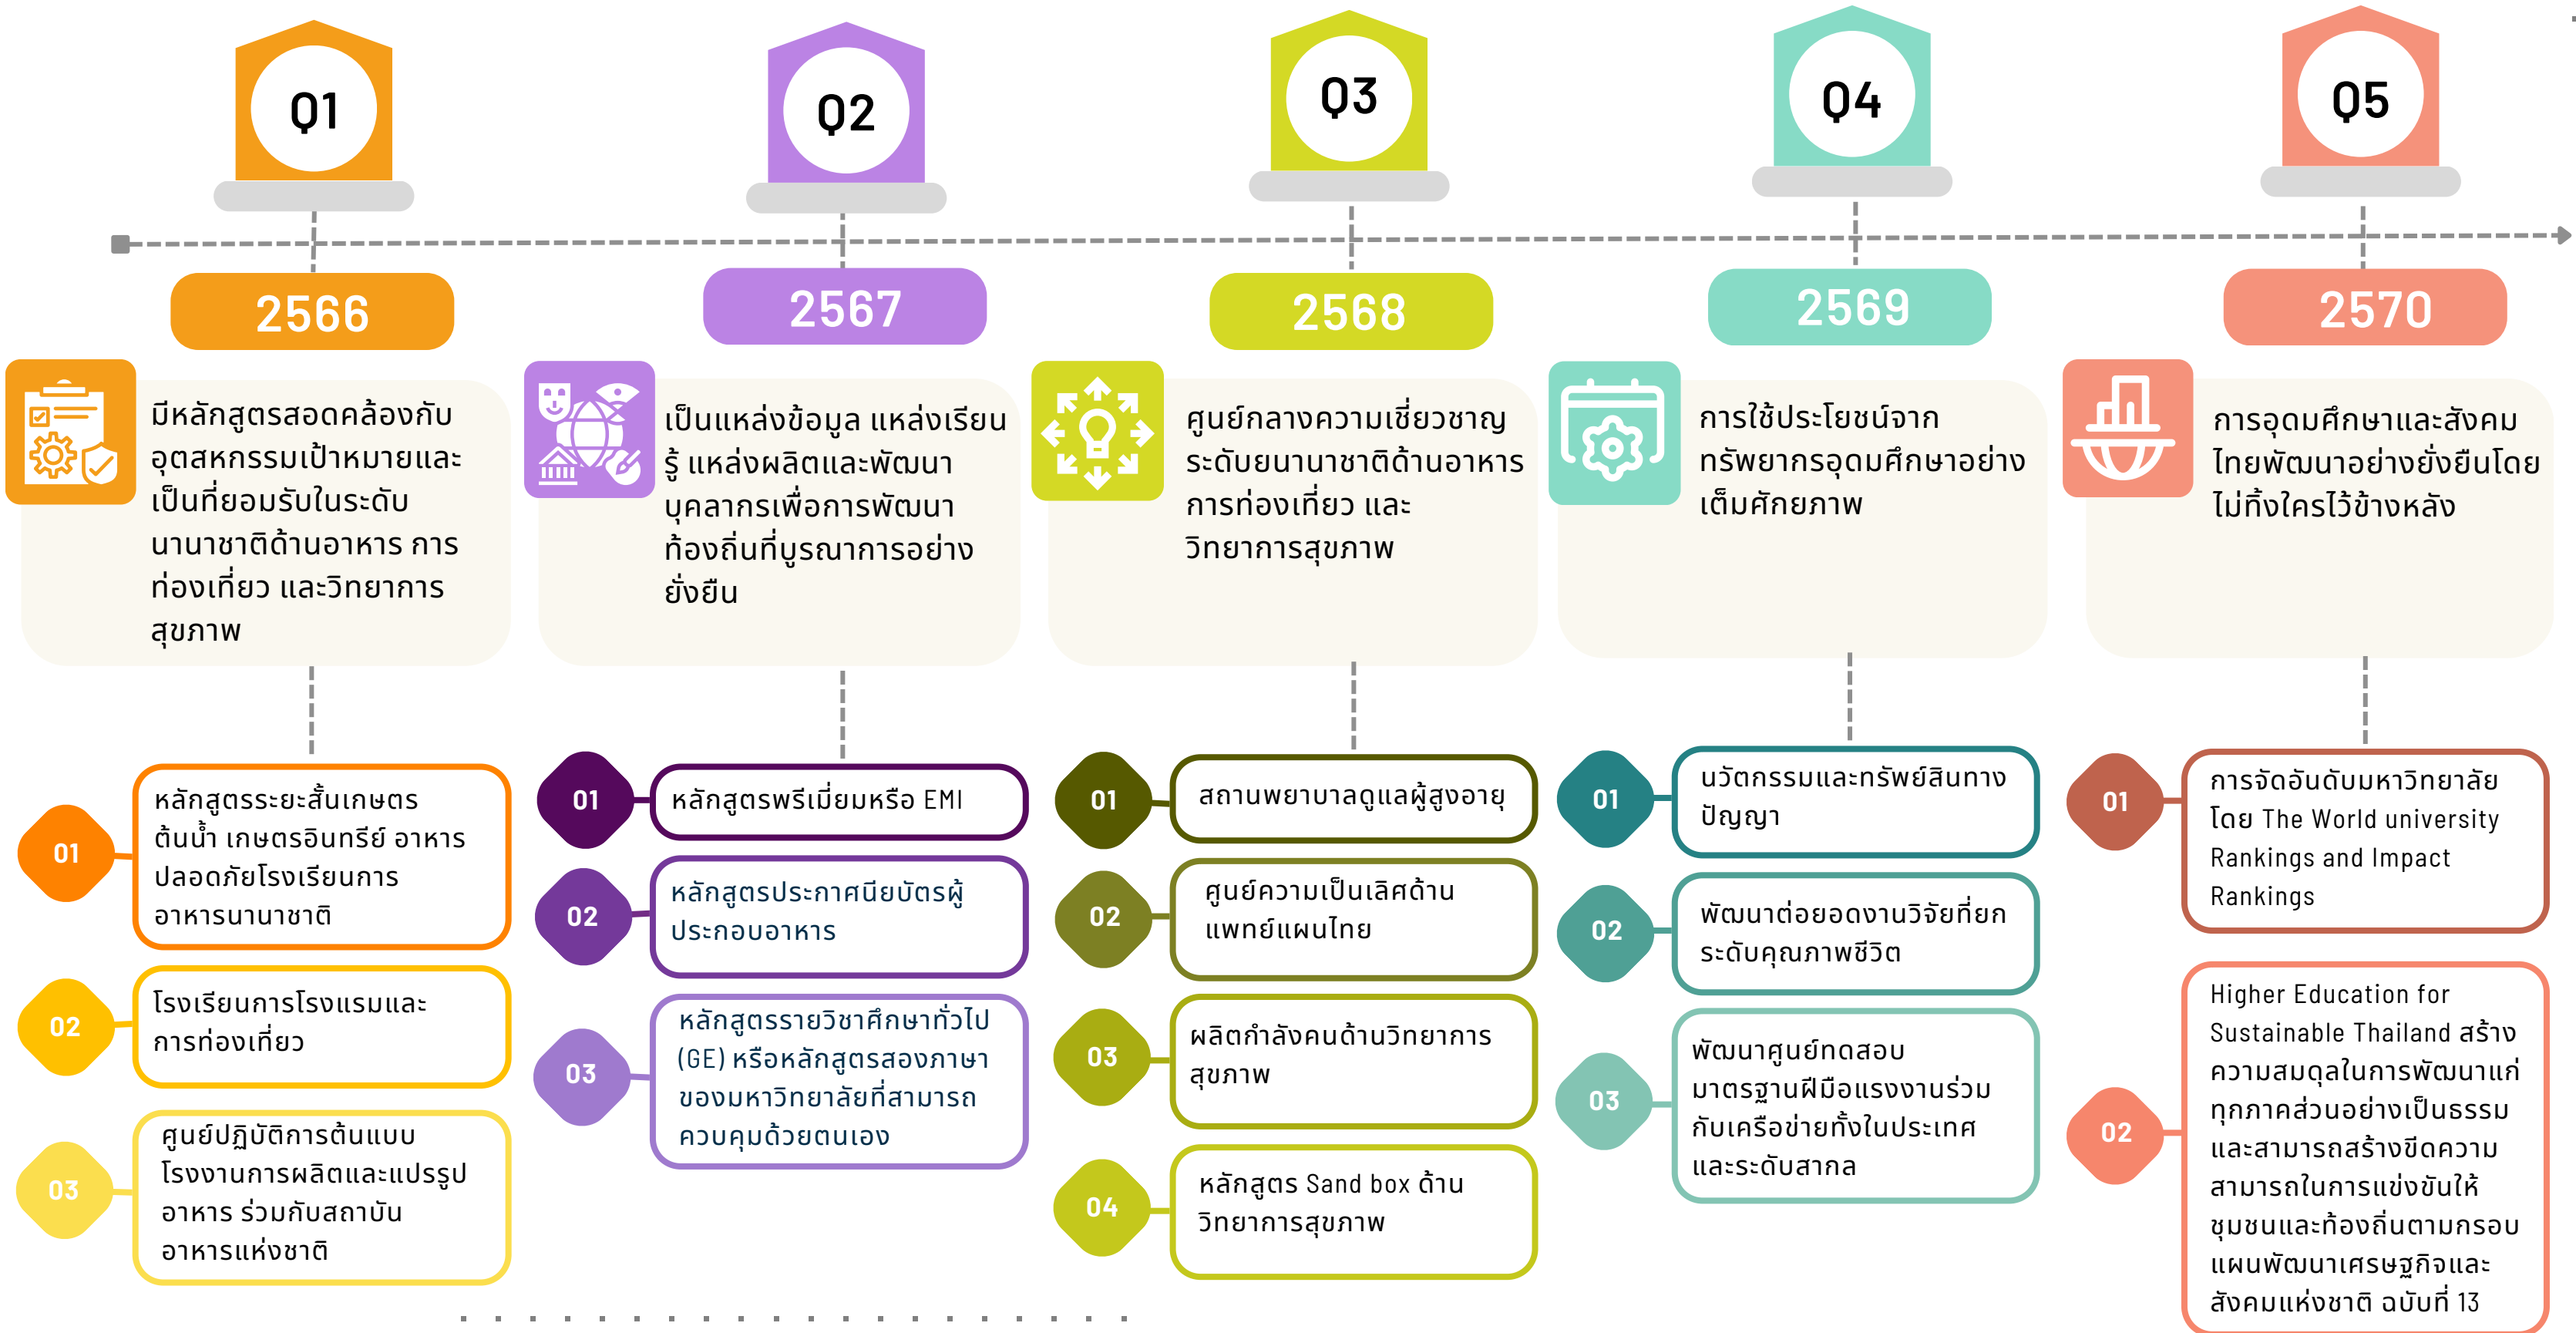 Q1
2566
มีหลักสูตรสอดคล้องกับ
อุตสหกรรมเป้าหมายและ
เป็นที่ยอมรับในระดับ
นานาชาติด้านอาหาร การ
ท่องเที่ยว และวิทยาการ
สุขภาพ
01
หลักสูตรระยะสั้นเกษตร
ต้นน้ำ เกษตรอินทรีย์ อาหาร
ปลอดภัยโรงเรียนการ
อาหารนานาชาติ
02
โรงเรียนการโรงแรมและ
การท่องเที่ยว
03
ศูนย์ปฏิบัติการต้นแบบ
โรงงานการผลิตและแปรรูป
อาหาร ร่วมกับสถาบัน
อาหารแห่งชาติ
Q2
2567
เป็นแหล่งข้อมูล แหล่งเรียน
รู้ แหล่งผลิตและพัฒนา
บุคลากรเพื่อการพัฒนา
ท้องถิ่นที่บูรณาการอย่าง
ยั่งยืน
01
หลักสูตรพรีเมี่ยมหรือ EMI
02
หลักสูตรประกาศนียบัตรผู้
ประกอบอาหาร
03
หลักสูตรรายวิชาศึกษาทั่วไป
(GE) หรือหลักสูตรสองภาษา
ของมหาวิทยาลัยที่สามารถ
ควบคุมด้วยตนเอง
Q3
2568
ศูนย์กลางความเชี่ยวชาญ
ระดับยนานาชาติด้านอาหาร
การท่องเที่ยว และ
วิทยาการสุขภาพ
01
สถานพยาบาลดูแลผู้สูงอายุ
02
ศูนย์ความเป็นเลิศด้าน
แพทย์แผนไทย
03
ผลิตกำลังคนด้านวิทยาการ
สุขภาพ
04
หลักสูตร Sand box ด้าน
วิทยาการสุขภาพ
Q4
2569
การใช้ประโยชน์จาก
ทรัพยากรอุดมศึกษาอย่าง
เต็มศักยภาพ
01
นวัตกรรมและทรัพย์สินทาง
ปัญญา
02
พัฒนาต่อยอดงานวิจัยที่ยก
ระดับคุณภาพชีวิต
03
พัฒนาศูนย์ทดสอบ
มาตรฐานฝีมือแรงงานร่วม
กับเครือข่ายทั้งในประเทศ
และระดับสากล
Q5
2570
การอุดมศึกษาและสังคม
ไทยพัฒนาอย่างยั่งยืนโดย
ไม่ทิ้งใครไว้ข้างหลัง
01
การจัดอันดับมหาวิทยาลัย
โดย The World university
Rankings and Impact
Rankings
02
Higher Education for
Sustainable Thailand สร้าง
ความสมดุลในการพัฒนาแก่
ทุกภาคส่วนอย่างเป็นธรรม
และสามารถสร้างขีดความ
สามารถในการแข่งขันให้
ชุมชนและท้องถิ่นตามกรอบ
แผนพัฒนาเศรษฐกิจและ
สังคมแห่งชาติ ฉบับที่ 13